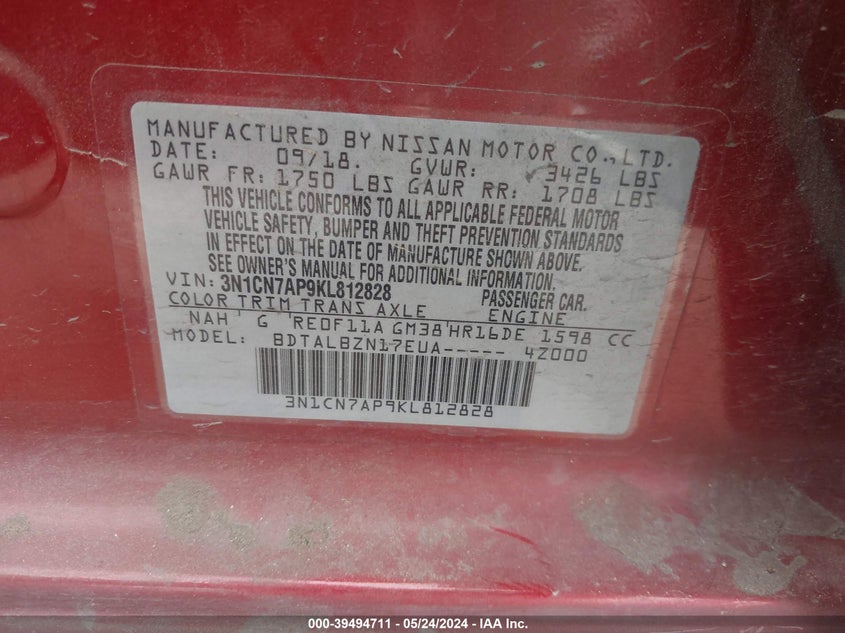 MANUFACTURED BY NISSAN MOTOR CO., LTD.
DATE: 09/18. GVWR: 3426 LBS
GAWR FR: 1750 LBS GAWR RR: 1708 LBS
THIS VEHICLE CONFORMS TO ALL APPLICABLE FEDERAL MOTOR
VEHICLE SAFETY, BUMPER AND THEFT PREVENTION STANDARDS
IN EFFECT ON THE DATE OF MANUFACTURE SHOWN ABOVE.
SEE OWNER'S MANUAL FOR ADDITIONAL INFORMATION.
VIN: 3N1CN7AP9KL812828 PASSENGER CAR.
COLOR TRIM TRANS AXLE ENGINE
NAH G RE0F11A GM38 HR16DE 1598 CC
MODEL: BDTALBZN17EUA----- 4Z000
3N1CN7AP9KL812828
000-39494711 - 05/24/2024 - IAA Inc.